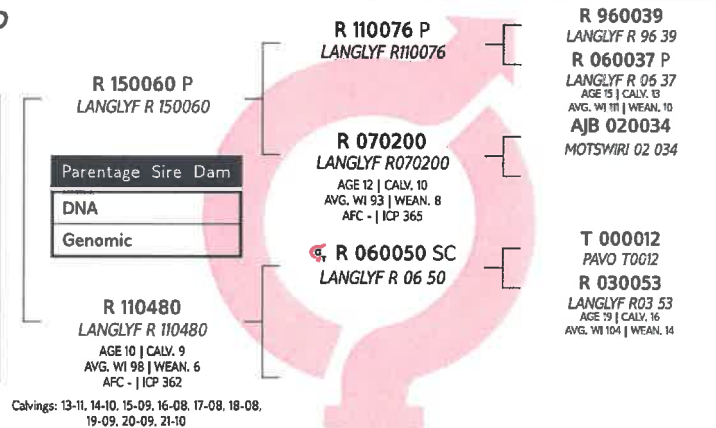 R 960039
LANGLYF R 96 39
R 110076 P
LANGLYF R110076
R 060037 P
LANGLYF R 06 37
AGE 15 | CALV. 13
AVG. WI 111 | WEAN. 10
R 150060 P
LANGLYF R 150060
AJB 020034
MOTSWIRI 02 034
R 070200
LANGLYF R070200
AGE 12 | CALV. 10
AVG. WI 93 | WEAN. 8
AFC - | ICP 365
Parentage Sire Dam
DNA
Genomic
R 060050 SC
LANGLYF R 06 50
T 000012
PAVO T0012
R 030053
LANGLYF R03 53
AGE 19 | CALV. 16
AVG. WI 104 | WEAN. 14
R 110480
LANGLYF R 110480
AGE 10 | CALV. 9
AVG. WI 98 | WEAN. 6
AFC - | ICP 362
Calvings: 13-11, 14-10, 15-09, 16-08, 17-08, 18-08,
19-09, 20-09, 21-10